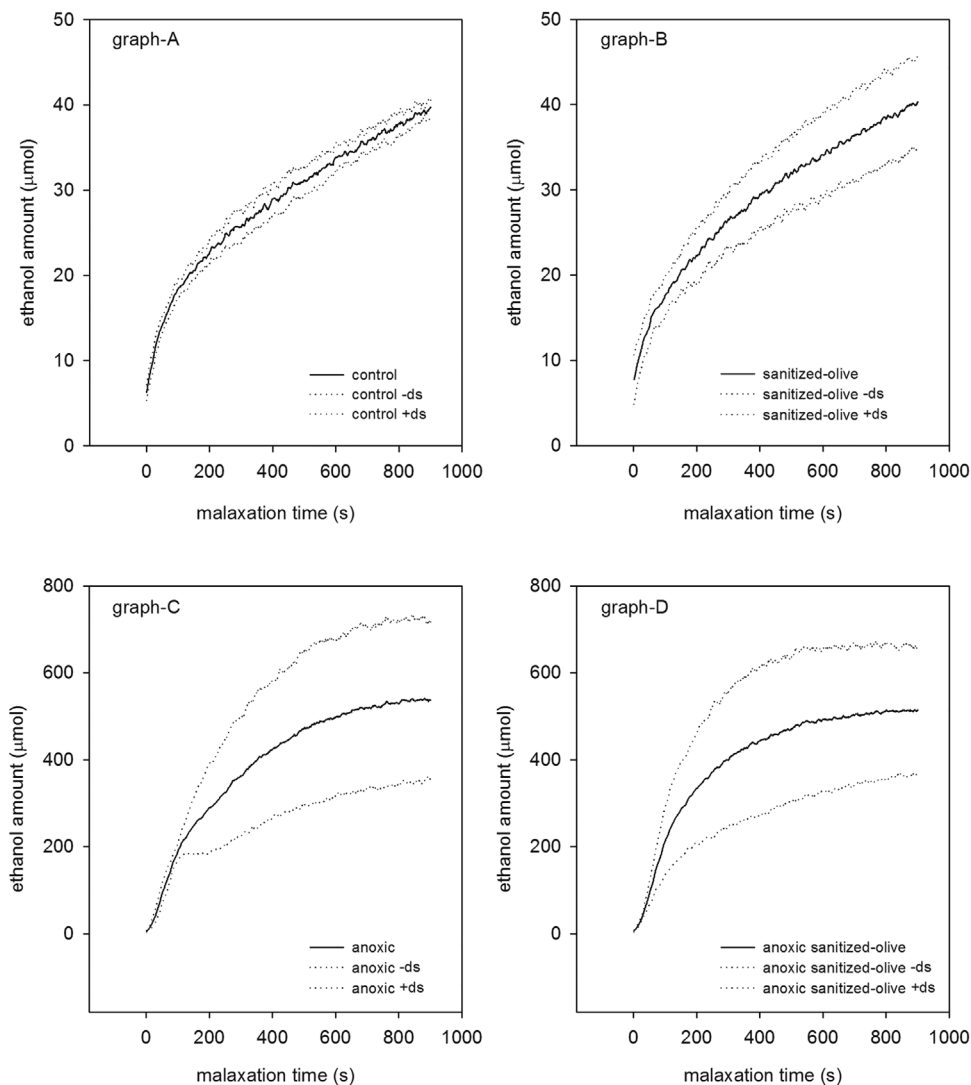 graph-A
50
40
30
20
10
0
ethanol amount (μmol)
control
control -ds
control +ds
0 200 400 600 800 1000
malaxation time (s)
graph-B
50
40
30
20
10
0
ethanol amount (μmol)
sanitized-olive
sanitized-olive -ds
sanitized-olive +ds
0 200 400 600 800 1000
malaxation time (s)
graph-C
800
600
400
200
0
ethanol amount (μmol)
anoxic
anoxic -ds
anoxic +ds
0 200 400 600 800 1000
malaxation time (s)
graph-D
800
600
400
200
0
ethanol amount (μmol)
anoxic sanitized-olive
anoxic sanitized-olive -ds
anoxic sanitized-olive +ds
0 200 400 600 800 1000
malaxation time (s)